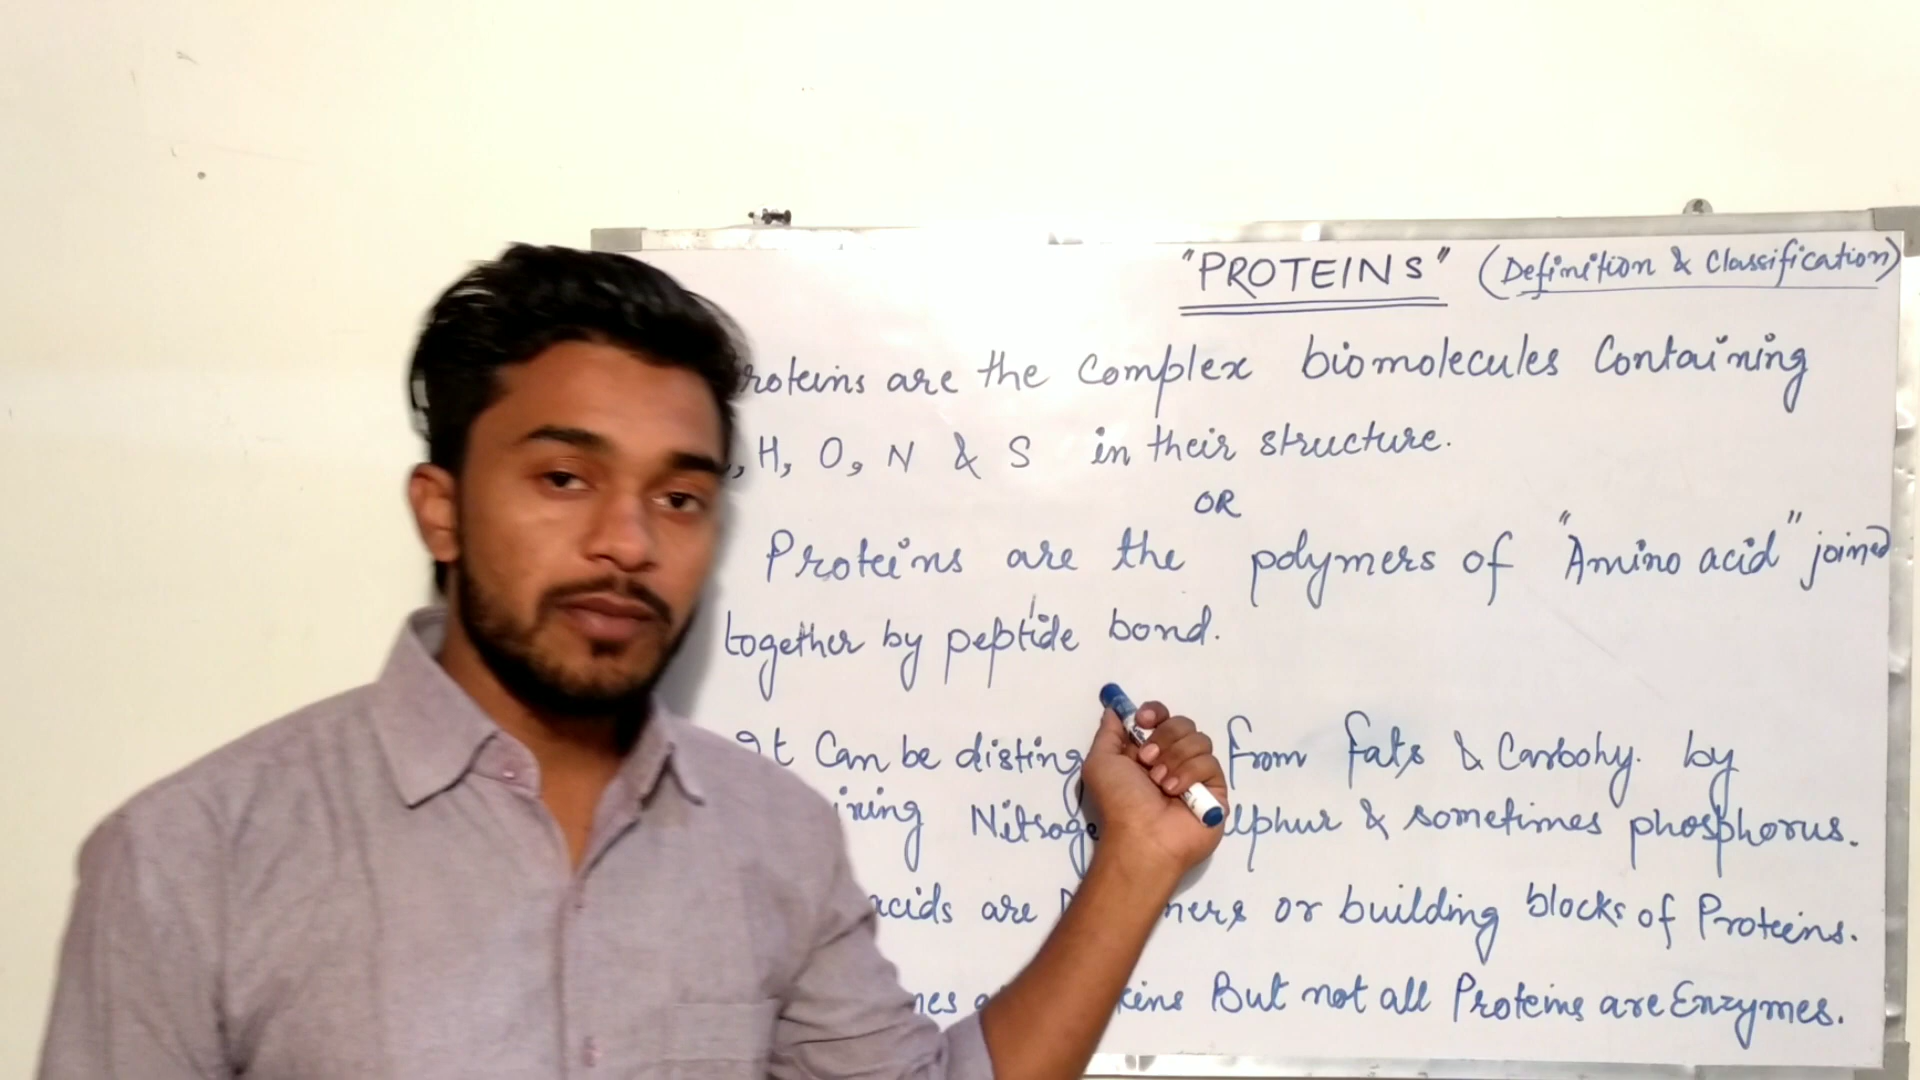 "PROTEINS" (Definition & Classification)
roteins are the complex biomolecules containing
, H, O, N & S in their structure.
OR
Proteins are the polymers of "Amino acid" joined
together by peptide bond.
It Can be disting from fats & Carbohy. by
ining Nitroge lphur & sometimes phosphorus.
acids are ners or building blocks of Proteins.
mes a teins But not all Proteins are Enzymes.